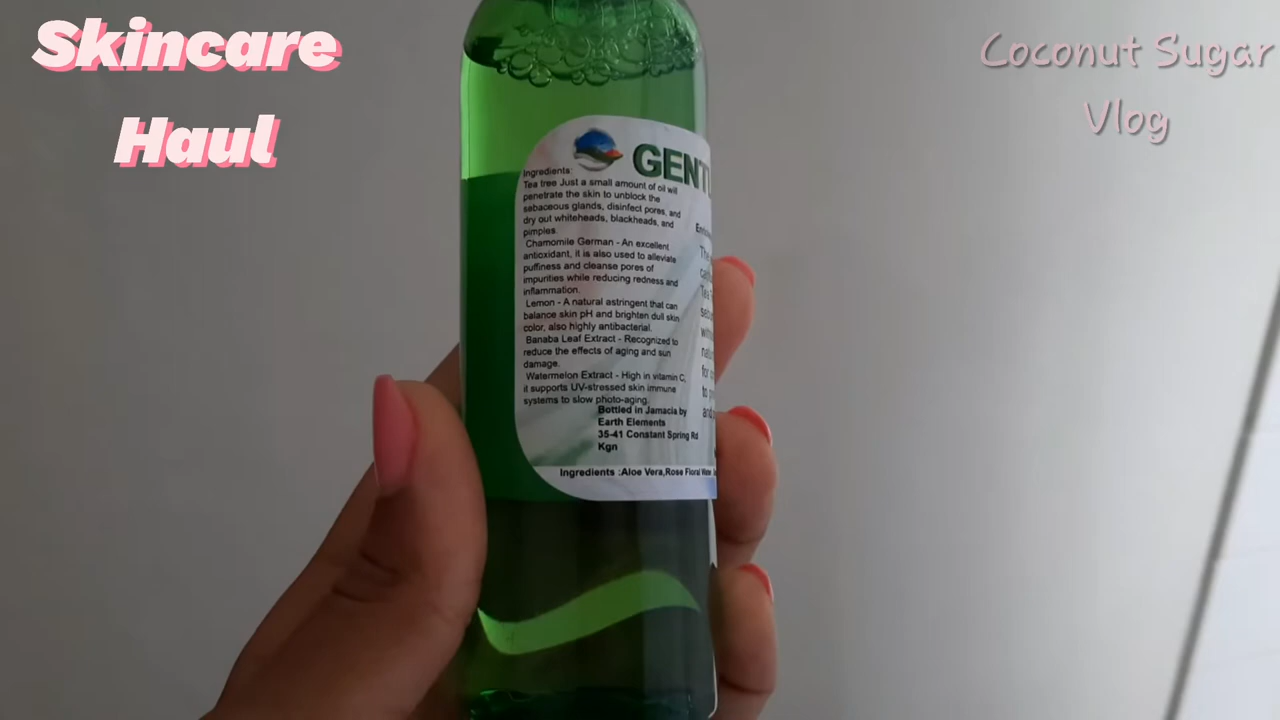 Skincare
Haul
Coconut Sugar
Vlog
GENT
Ingredients:
Tea tree Just a small amount of oil will
penetrate the skin to unblock the
sebaceous glands, disinfect pores, and
dry out whiteheads, blackheads, and
pimples.
Chamomile German - An excellent
antioxidant, it is also used to alleviate
puffiness and cleanse pores of
impurities while reducing redness and
inflammation.
Lemon - A natural astringent that can
balance skin pH and brighten dull skin
color, also highly antibacterial.
Banaba Leaf Extract - Recognized to
reduce the effects of aging and sun
damage.
Watermelon Extract - High in vitamin C,
it supports UV-stressed skin immune
systems to slow photo-aging.
Bottled in Jamacia by
Earth Elements
35-41 Constant Spring Rd
Kgn
Ingredients :Aloe Vera,Rose Floral Water